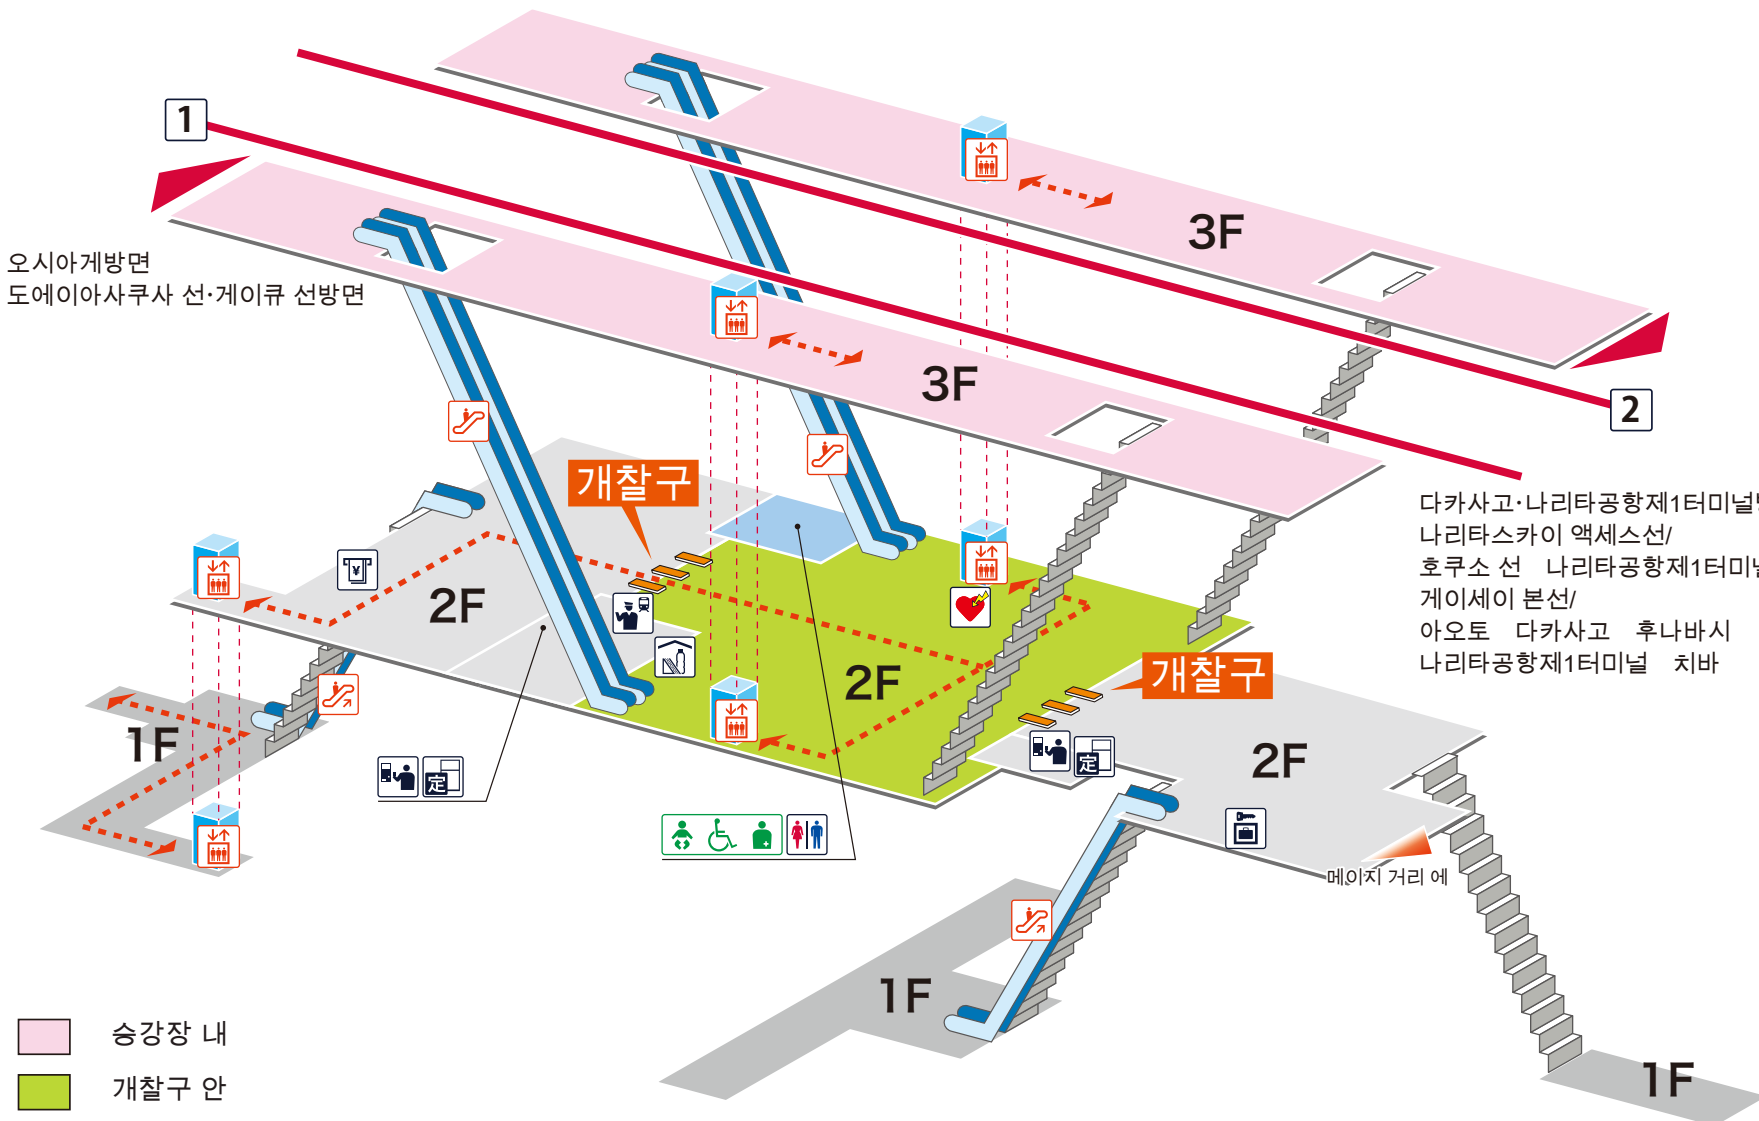 1
3F
오시아게방면
도에이아사쿠사 선·게이큐 선방면
3F
2
개찰구
다카사고·나리타공항제1터미널
나리타스카이 액세스선/
호쿠소 선 나리타공항제1터미널
게이세이 본선/
아오토 다카사고 후나바시
나리타공항제1터미널 치바
¥
2F
2F
개찰구
1F
定
定
2F
메이지 거리 에
1F
승강장 내
개찰구 안
1F